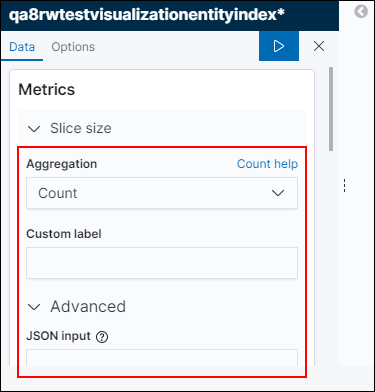 qa8rwtestvisualizationentityindex*
Data Options
Metrics
Slice size
Aggregation Count help
Count
Custom label
Advanced
JSON input